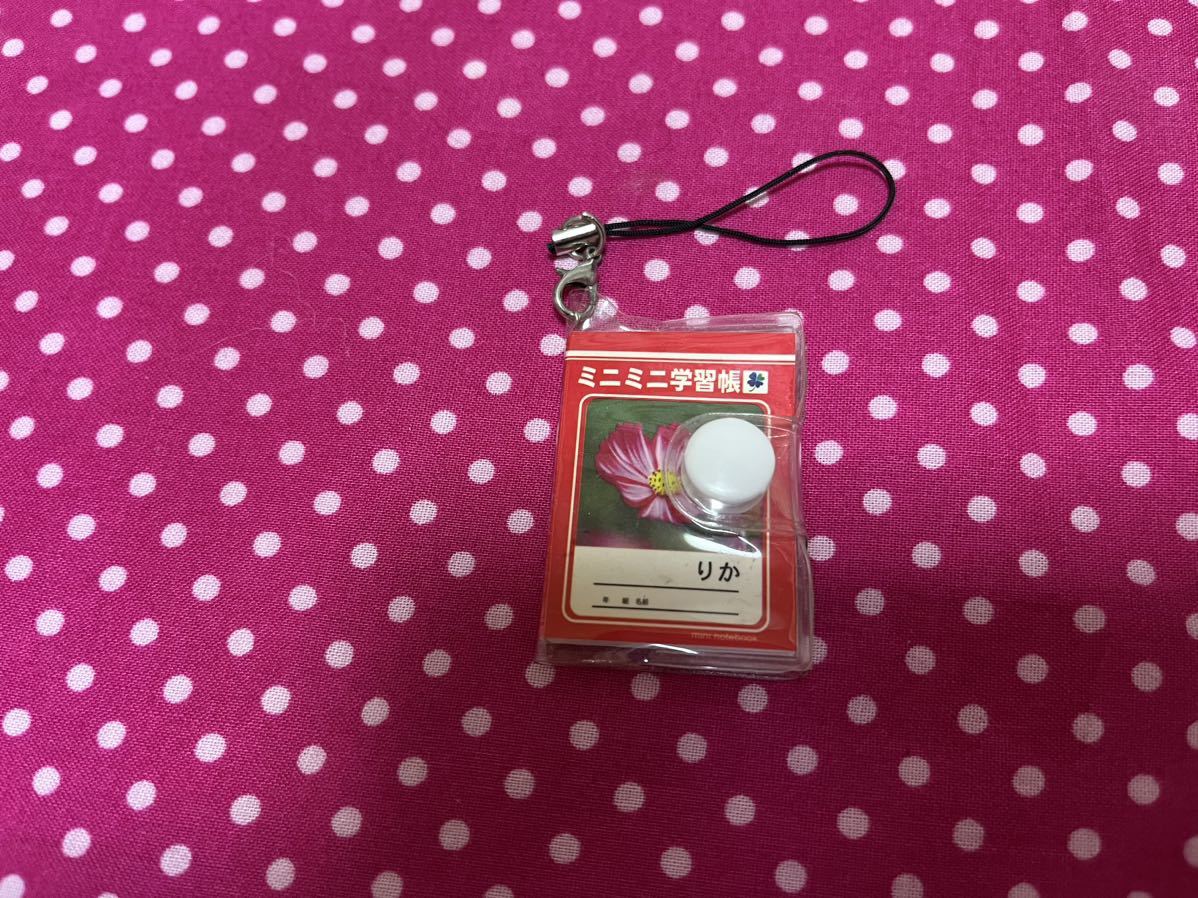 ミニミニ学習帳
りか
年 組 名前
mini notebook